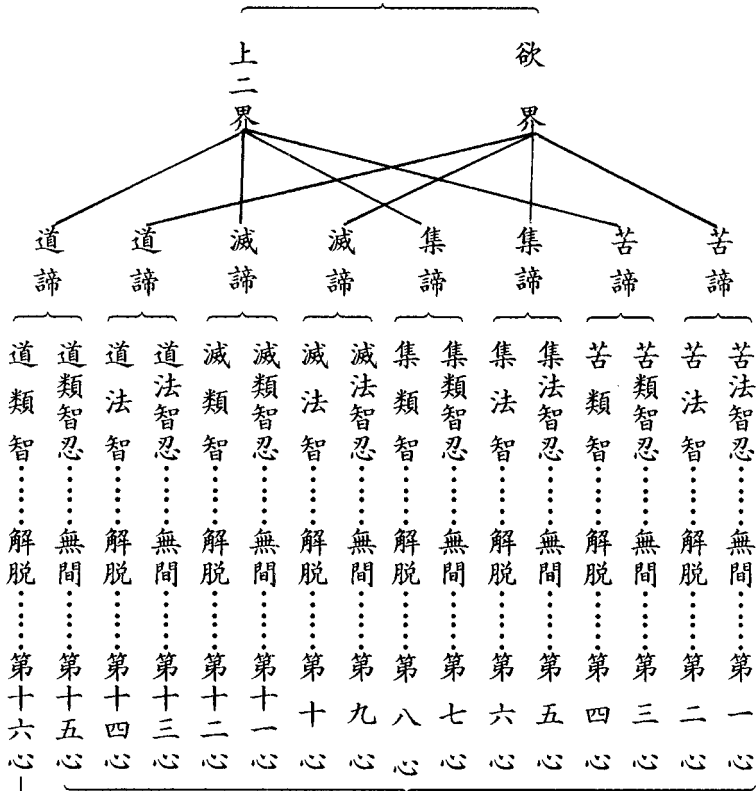 欲界
上二界
苦諦
苦諦
集諦
集諦
滅諦
滅諦
道諦
道諦
苦法智忍……無間……第一心
苦法智……解脱……第二心
苦類智忍……無間……第三心
苦類智……解脱……第四心
集法智忍……無間……第五心
集法智……解脱……第六心
集類智忍……無間……第七心
集類智……解脱……第八心
滅法智忍……無間……第九心
滅法智……解脱……第十心
滅類智忍……無間……第十一心
滅類智……解脱……第十二心
道法智忍……無間……第十三心
道法智……解脱……第十四心
道類智忍……無間……第十五心
道類智……解脱……第十六心